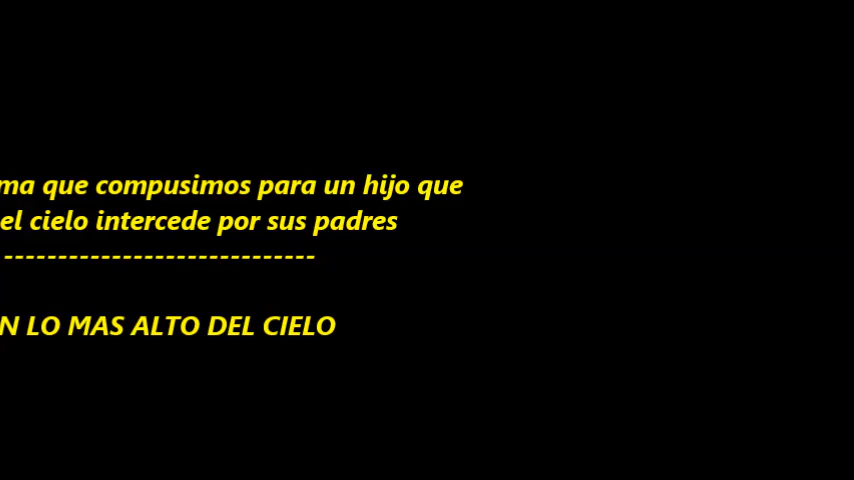 ma que compusimos para un hijo que
el cielo intercede por sus padres
-----------------------------
N LO MAS ALTO DEL CIELO